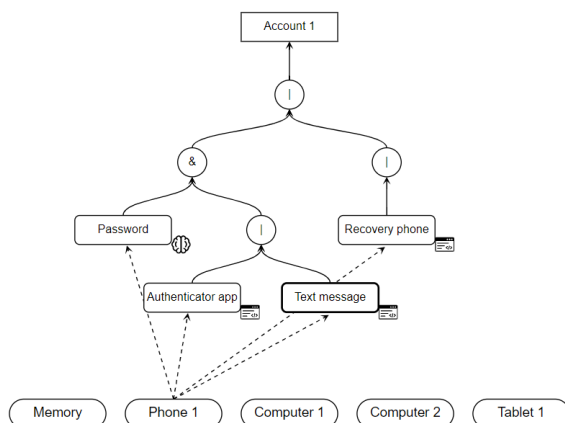 Account 1
|
&
|
Password
|
Recovery phone
Authenticator app
Text message
Memory
Phone 1
Computer 1
Computer 2
Tablet 1